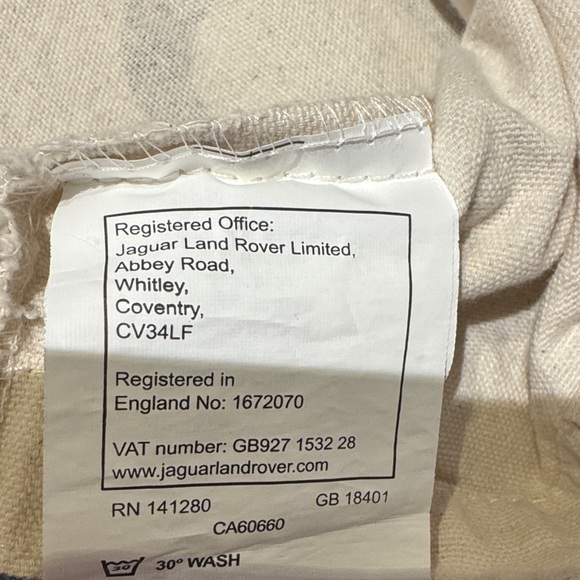 Registered Office:
Jaguar Land Rover Limited,
Abbey Road,
Whitley,
Coventry,
CV34LF
Registered in
England No: 1672070
VAT number: GB927 1532 28
www.jaguarlandrover.com
RN 141280 GB 18401
CA60660
30 30° WASH